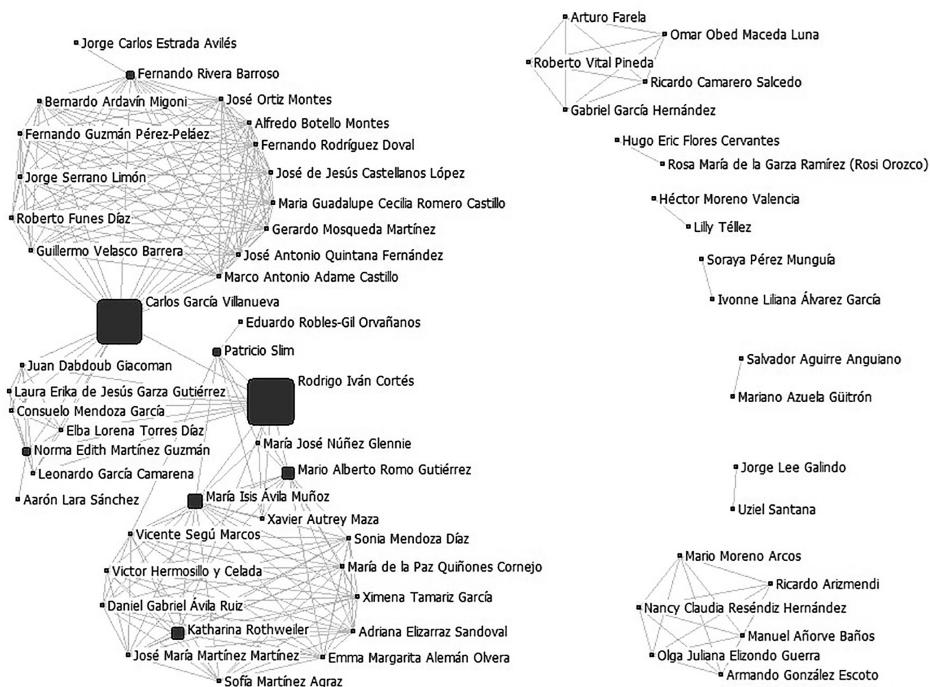 Jorge Carlos Estrada Avilés
Fernando Rivera Barroso
Bernardo Ardavín Migoni
José Ortiz Montes
Alfredo Botello Montes
Fernando Guzmán Pérez-Peláez
Fernando Rodríguez Doval
Jorge Serrano Limón
José de Jesús Castellanos López
Maria Guadalupe Cecilia Romero Castillo
Roberto Funes Díaz
Gerardo Mosqueda Martínez
Guillermo Velasco Barrera
José Antonio Quintana Fernández
Marco Antonio Adame Castillo
Carlos García Villanueva
Eduardo Robles-Gil Orvañanos
Patricio Slim
Juan Dabdoub Giacoman
Rodrigo Iván Cortés
Laura Erika de Jesús Garza Gutiérrez
Consuelo Mendoza García
Elba Lorena Torres Díaz
María José Núñez Glennie
Norma Edith Martínez Guzmán
Mario Alberto Romo Gutiérrez
Leonardo García Camarena
Aarón Lara Sánchez
María Isis Ávila Muñoz
Xavier Autrey Maza
Vicente Segú Marcos
Sonia Mendoza Díaz
Victor Hermosillo y Celada
María de la Paz Quiñones Cornejo
Daniel Gabriel Ávila Ruiz
Ximena Tamariz García
Katharina Rothweiler
Adriana Elizarraz Sandoval
José María Martínez Martínez
Emma Margarita Alemán Olvera
Sofía Martínez Agraz
Arturo Farela
Omar Obed Maceda Luna
Roberto Vital Pineda
Ricardo Camarero Salcedo
Gabriel García Hernández
Hugo Eric Flores Cervantes
Rosa María de la Garza Ramírez (Rosi Orozco)
Héctor Moreno Valencia
Lilly Téllez
Soraya Pérez Munguía
Ivonne Liliana Álvarez García
Salvador Aguirre Anguiano
Mariano Azuela Güitrón
Jorge Lee Galindo
Uziel Santana
Mario Moreno Arcos
Ricardo Arizmendi
Nancy Claudia Reséndiz Hernández
Manuel Añorve Baños
Olga Juliana Elizondo Guerra
Armando González Escoto